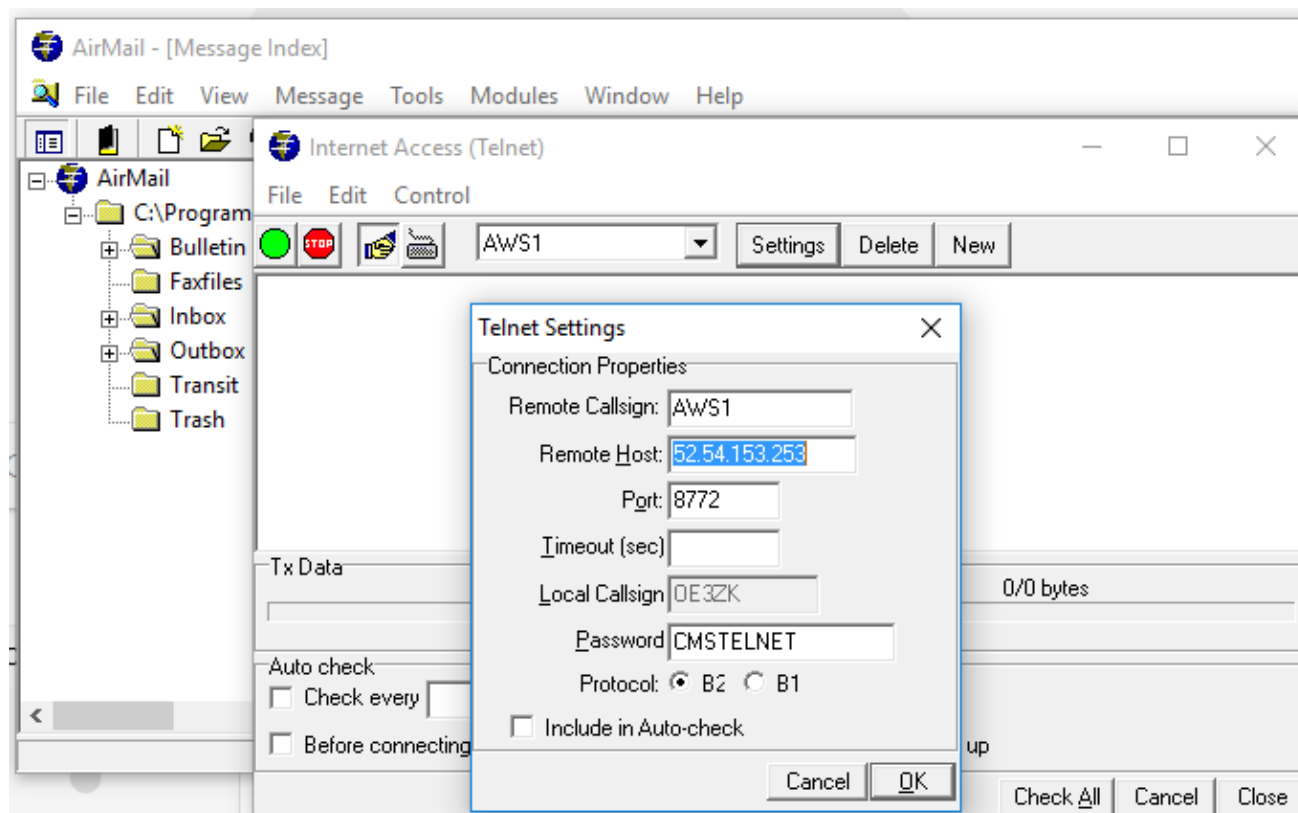 AirMail - [Message Index]
File Edit View Message Tools Modules Window Help
Internet Access (Telnet)
AirMail
File Edit Control
C:\Program
STOP
AWS1
Settings Delete New
Bulletin
Faxfiles
Inbox
Outbox
Transit
Trash
Telnet Settings
Connection Properties
Remote Callsign: AWS1
Remote Host: 52.54.153.253
Port: 8772
Timeout (sec)
Local Callsign OE3ZK
Password CMSTELNET
Protocol: B2 B1
Include in Auto-check
Cancel OK
Tx Data
0/0 bytes
Auto check
Check every
Before connecting
up
Check All Cancel Close